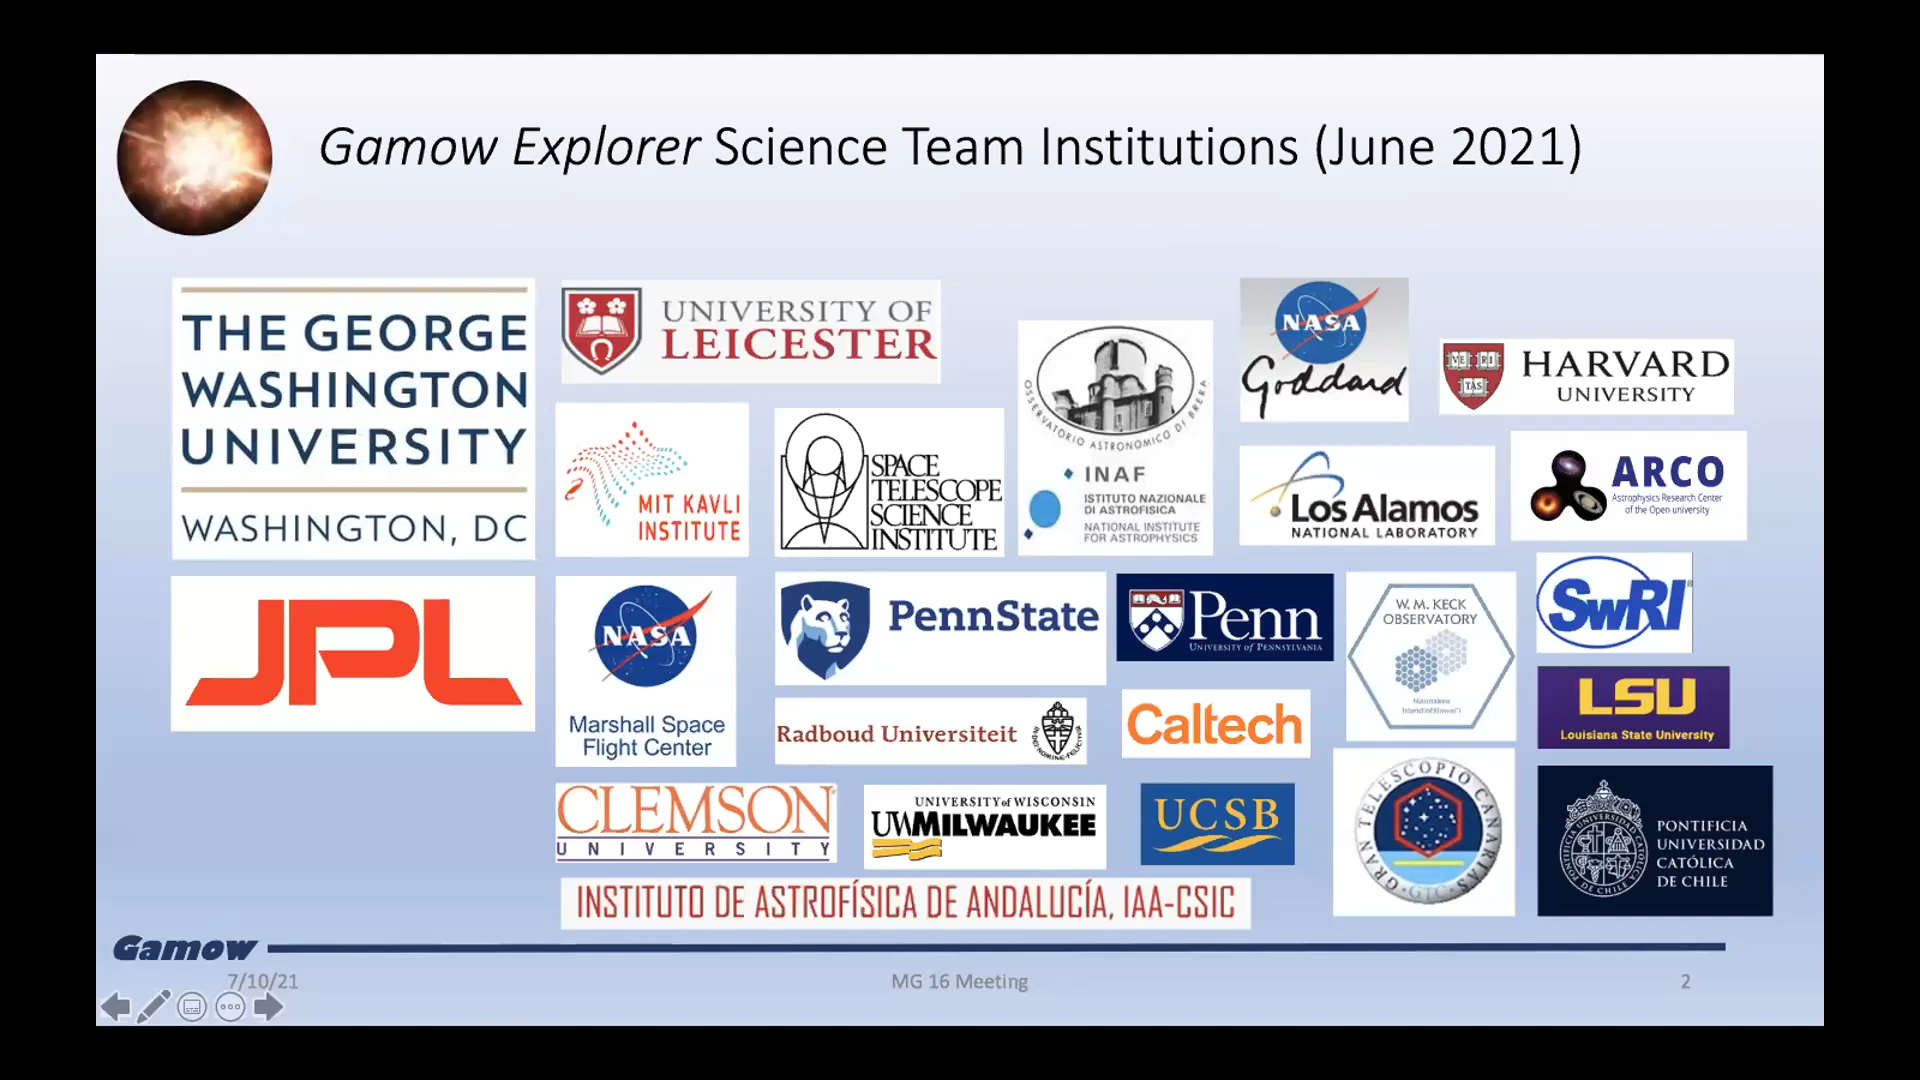 Gamow Explorer Science Team Institutions (June 2021)
THE GEORGE
WASHINGTON
UNIVERSITY
WASHINGTON, DC
UNIVERSITY OF
LEICESTER
MIT KAVLI
INSTITUTE
SPACE
TELESCOPE
SCIENCE
INSTITUTE
OSSERVATORIO ASTRONOMICO DI BRERA
INAF
ISTITUTO NAZIONALE
DI ASTROFISICA
NATIONAL INSTITUTE
FOR ASTROPHYSICS
NASA
Goddard
VE RI
TAS
HARVARD
UNIVERSITY
Los Alamos
NATIONAL LABORATORY
ARCO
Astrophysics Research Center
of the Open university
JPL
NASA
Marshall Space
Flight Center
PennState
Penn
UNIVERSITY of PENNSYLVANIA
W. M. KECK
OBSERVATORY
SwRI
Radboud Universiteit
Caltech
LSU
Louisiana State University
CLEMSON
UNIVERSITY
UNIVERSITY of WISCONSIN
UWMILWAUKEE
UCSB
GRAN TELESCOPIO CANARIAS
GTC
PONTIFICIA
UNIVERSIDAD
CATÓLICA
DE CHILE
INSTITUTO DE ASTROFÍSICA DE ANDALUCÍA, IAA-CSIC
Gamow
7/10/21
MG 16 Meeting
2